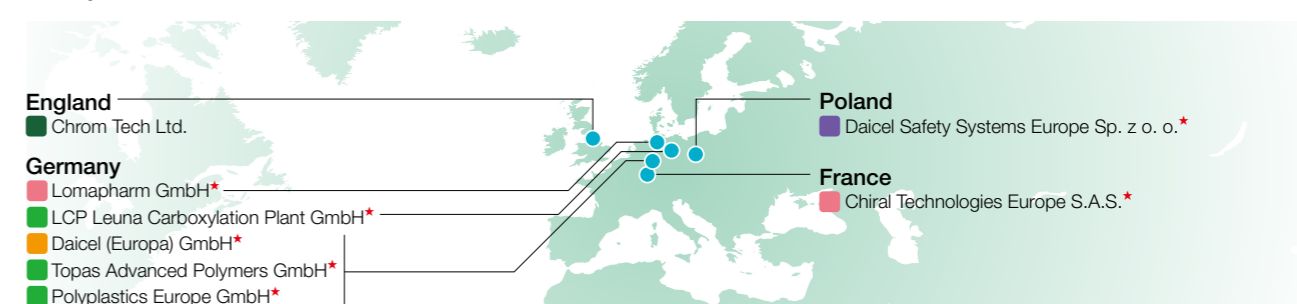 England
Chrom Tech Ltd.
Germany
Lomapharm GmbH★
LCP Leuna Carboxylation Plant GmbH★
Daicel (Europa) GmbH★
Topas Advanced Polymers GmbH★
Polyplastics Europe GmbH★
Poland
Daicel Safety Systems Europe Sp. z o. o.★
France
Chiral Technologies Europe S.A.S.★